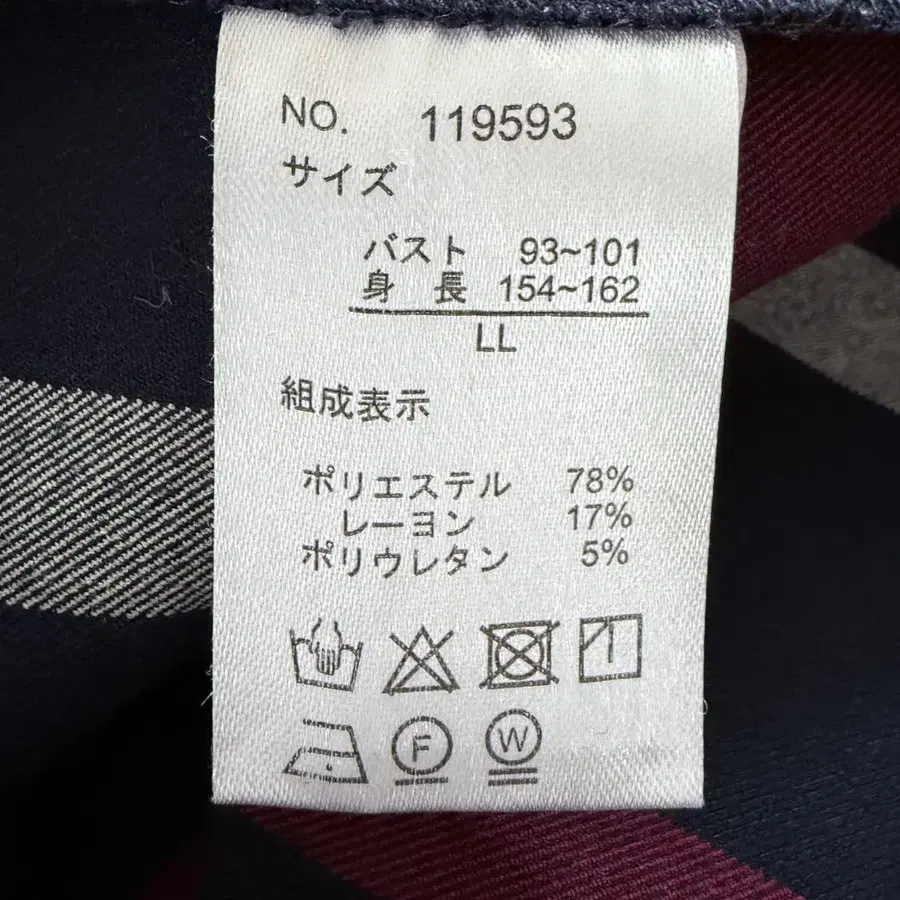 NO. 119593
サイズ
バスト 93~101
身 長 154~162
LL
組成表示
ポリエステル 78%
レーヨン 17%
ポリウレタン 5%
F W